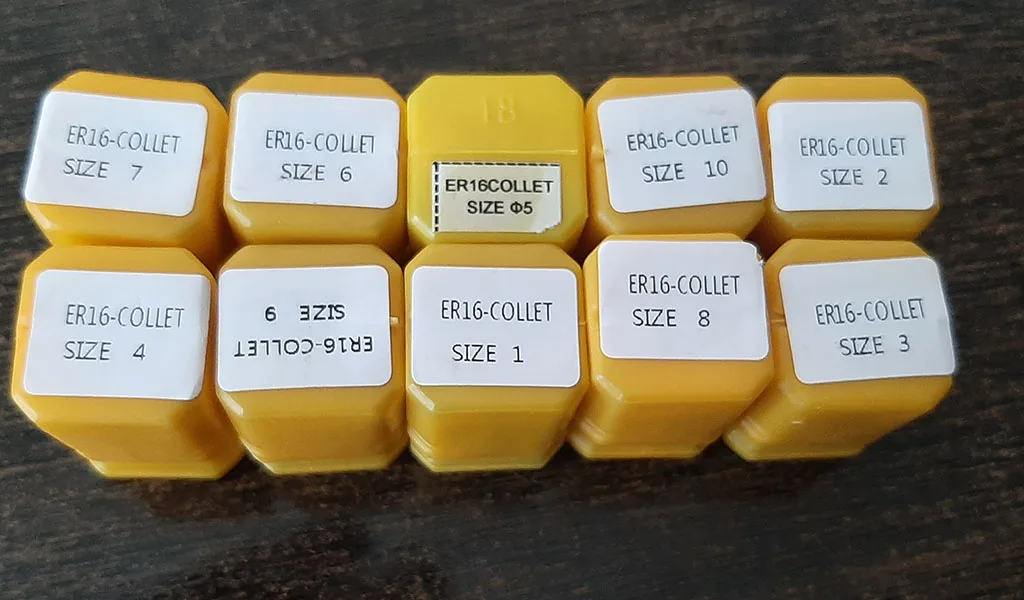 ER16-COLLET
SIZE 7
ER16-COLLET
SIZE 6
18
ER16COLLET
SIZE Φ5
ER16-COLLET
SIZE 10
ER16-COLLET
SIZE 2
ER16-COLLET
SIZE 4
ER16-COLLET
SIZE 9
ER16-COLLET
SIZE 1
ER16-COLLET
SIZE 8
ER16-COLLET
SIZE 3